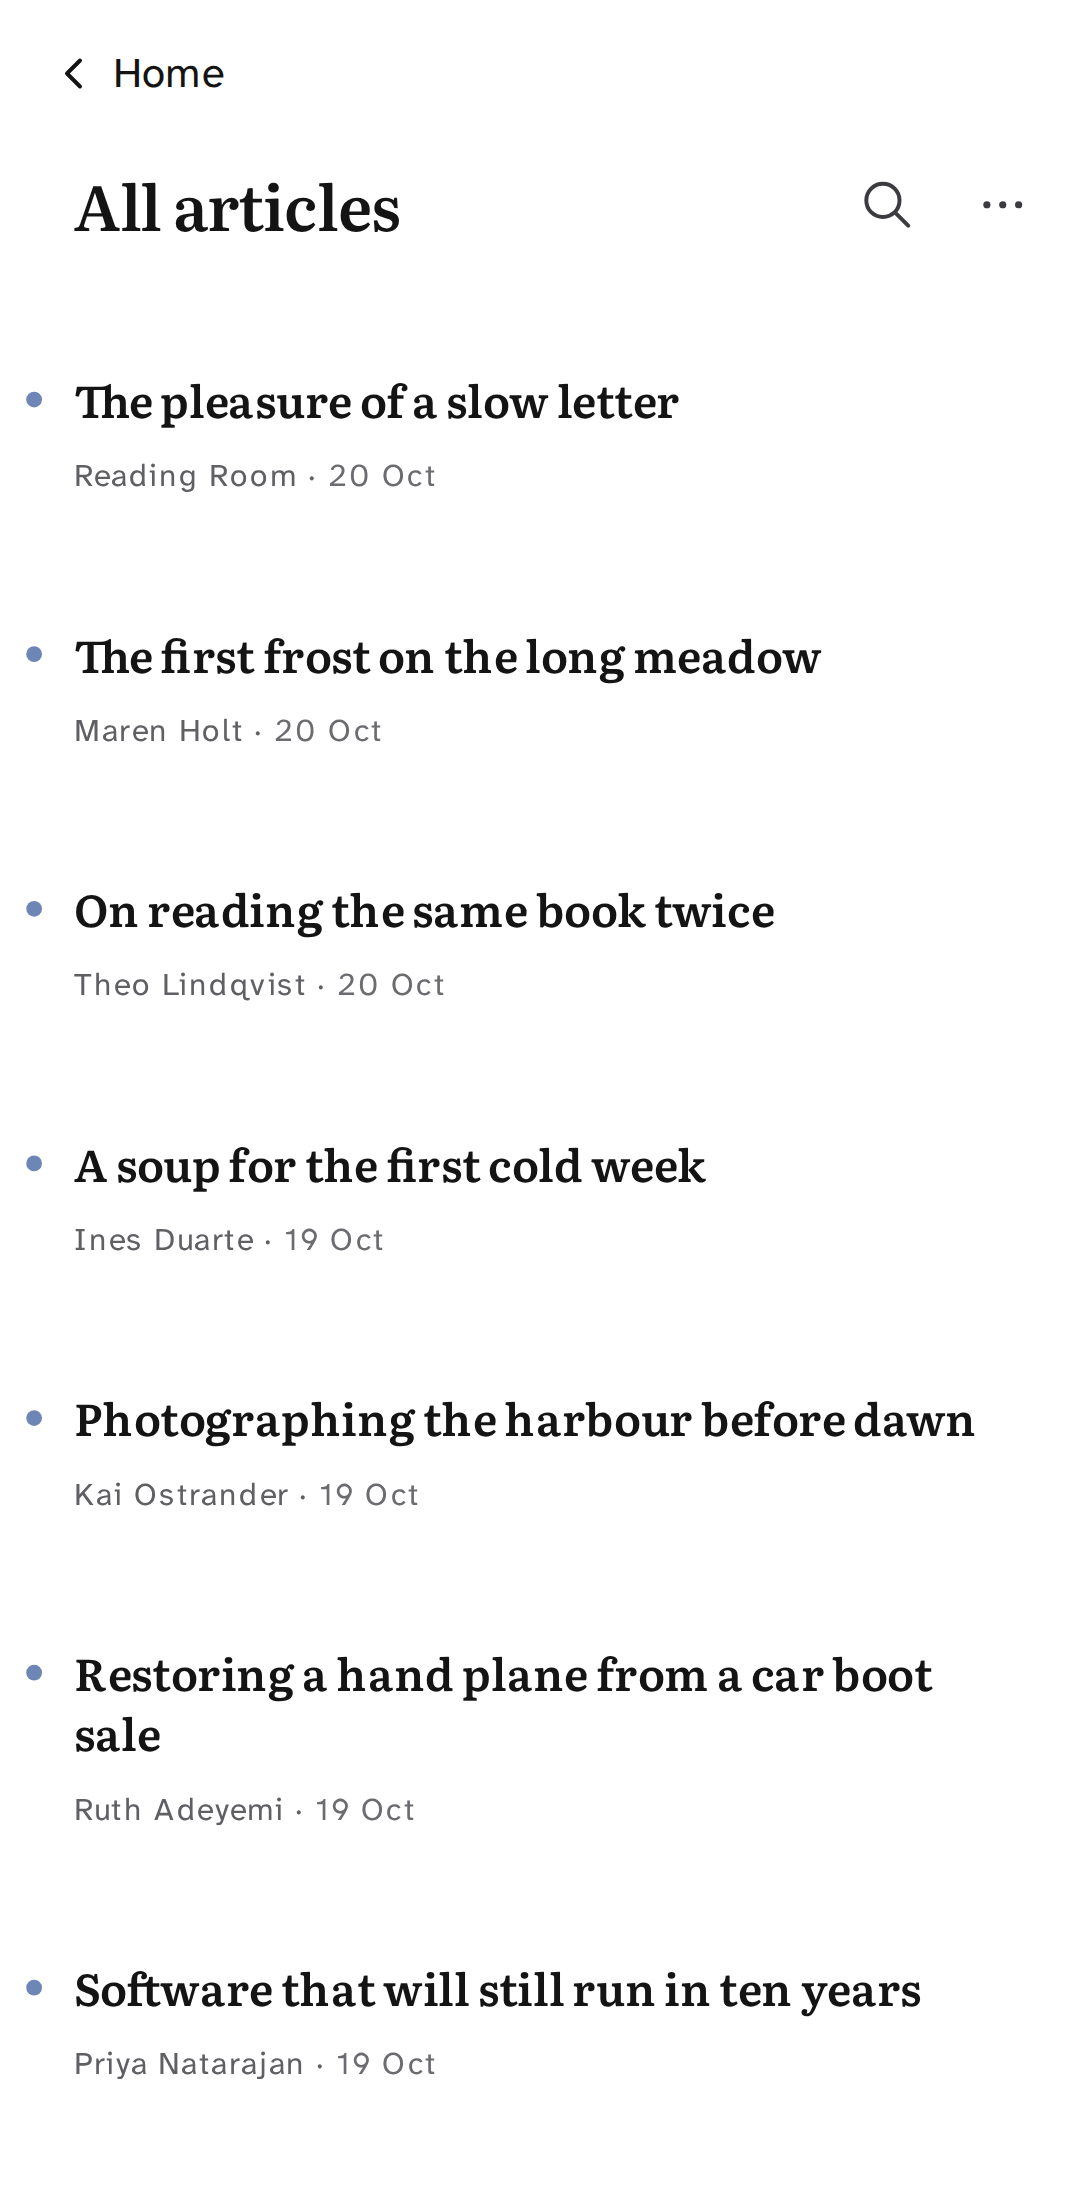 Home
All articles
The pleasure of a slow letter
Reading Room · 20 Oct
The first frost on the long meadow
Maren Holt · 20 Oct
On reading the same book twice
Theo Lindqvist · 20 Oct
A soup for the first cold week
Ines Duarte · 19 Oct
Photographing the harbour before dawn
Kai Ostrander · 19 Oct
Restoring a hand plane from a car boot
sale
Ruth Adeyemi · 19 Oct
Software that will still run in ten years
Priya Natarajan · 19 Oct